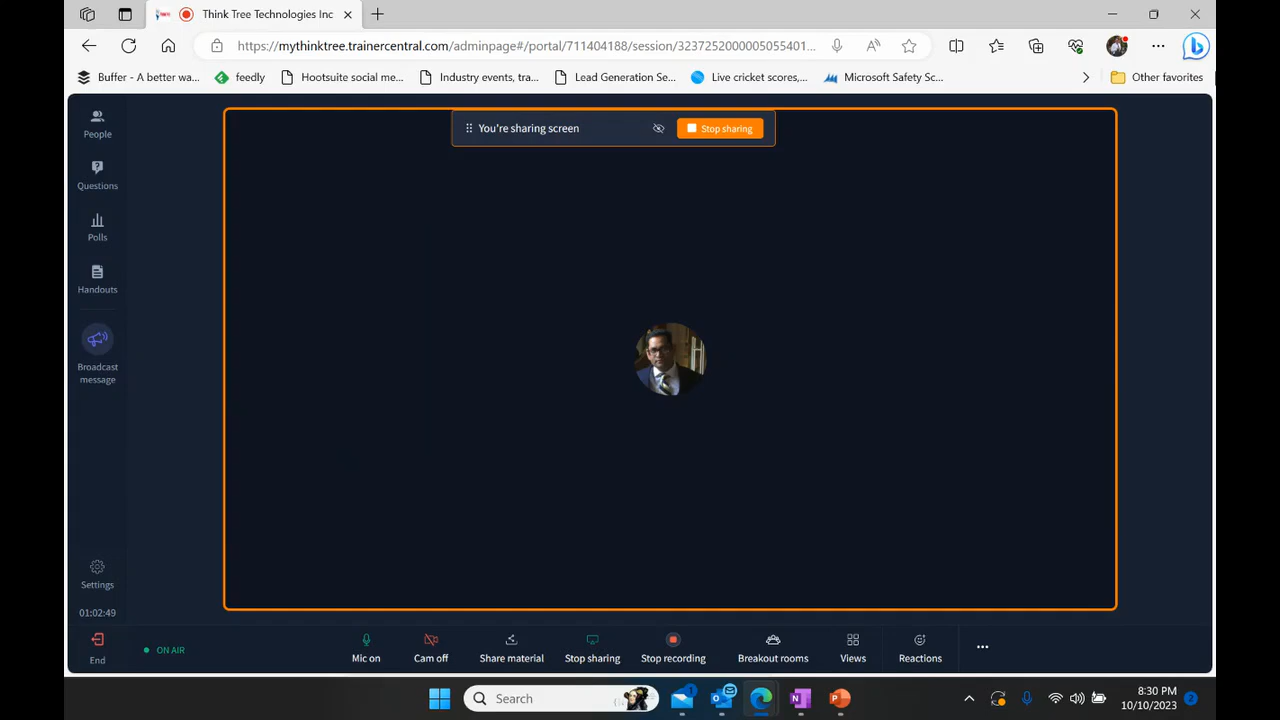 Think Tree Technologies Inc
https://mythinktree.trainercentral.com/adminpage#/portal/711404188/session/3237252000005055401...
Buffer - A better wa... feedly Hootsuite social me... Industry events, tra... Lead Generation Se... Live cricket scores,... Microsoft Safety Sc... Other favorites
You're sharing screen Stop sharing
People
Questions
Polls
Handouts
Broadcast
message
Settings
01:02:49
End
ON AIR
Mic on Cam off Share material Stop sharing Stop recording Breakout rooms Views Reactions
Search
8:30 PM
10/10/2023
2